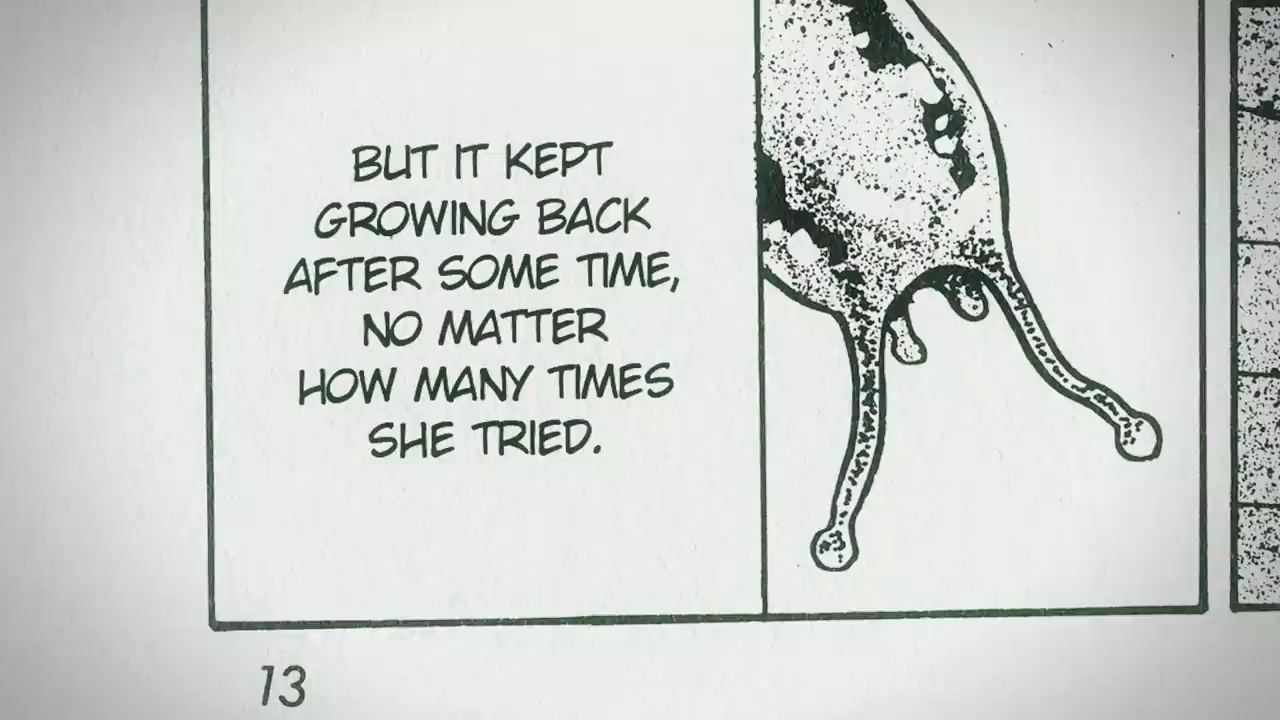 BUT IT KEPT
GROWING BACK
AFTER SOME TIME,
NO MATTER
HOW MANY TIMES
SHE TRIED.
13